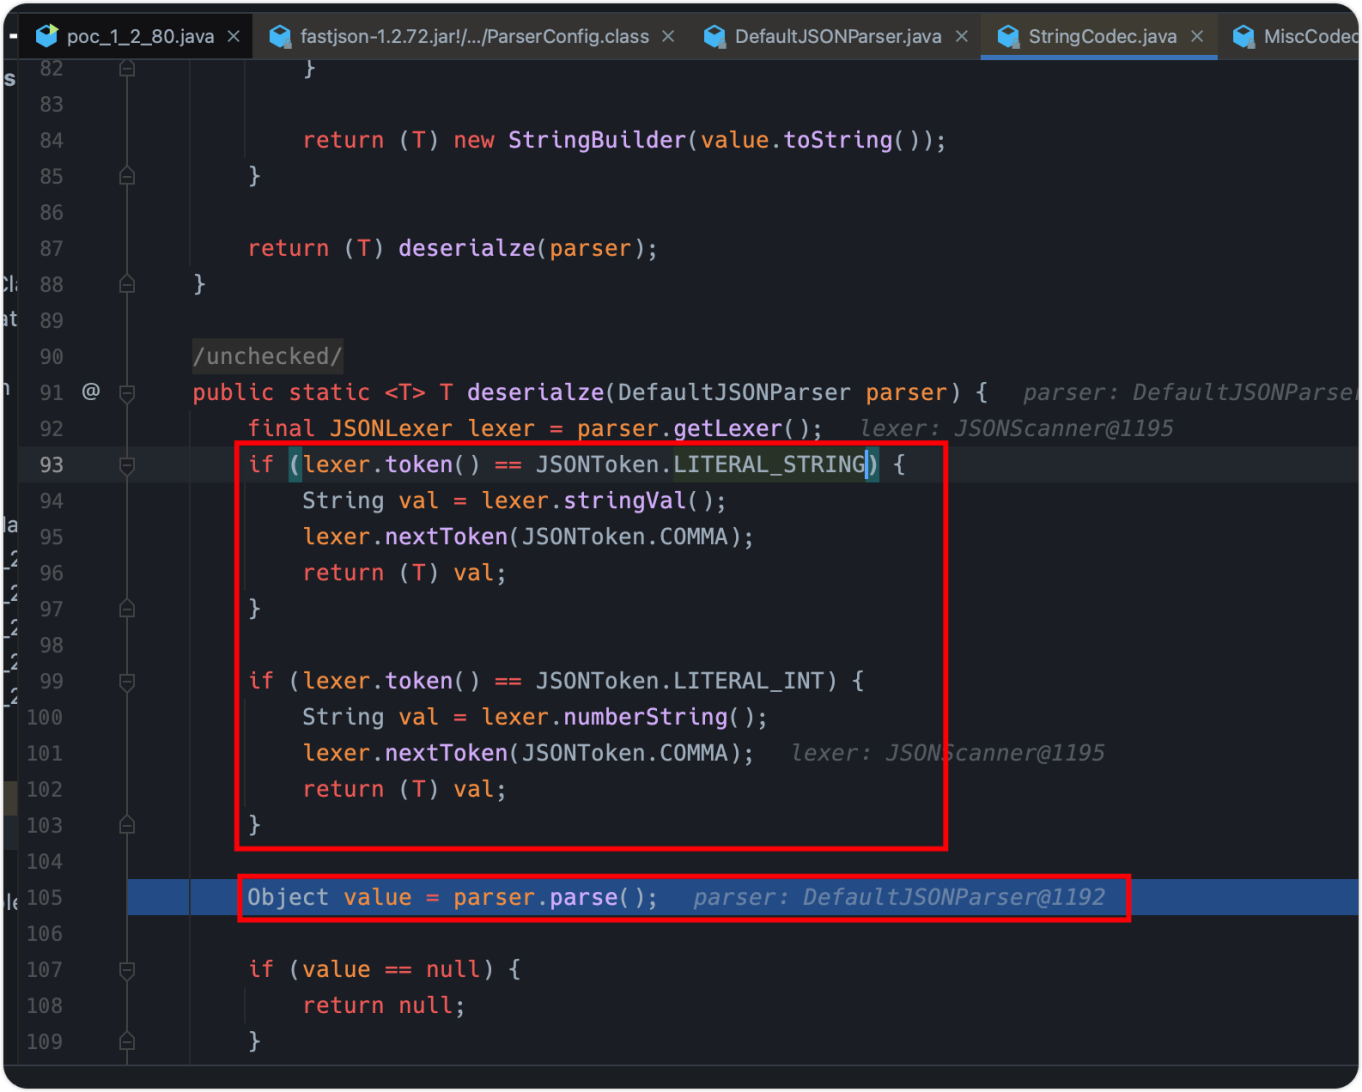 poc_1_2_80.java × fastjson-1.2.72.jar!/.../ParserConfig.class × DefaultJSONParser.java × StringCodec.java × MiscCodec
82 }
83
84 return (T) new StringBuilder(value.toString());
85 }
86
87 return (T) deserialze(parser);
88 }
89
90 /unchecked/
91 @ public static <T> T deserialze(DefaultJSONParser parser) { parser: DefaultJSONParser
92 final JSONLexer lexer = parser.getLexer(); lexer: JSONScanner@1195
93 if (lexer.token() == JSONToken.LITERAL_STRING) {
94 String val = lexer.stringVal();
95 lexer.nextToken(JSONToken.COMMA);
96 return (T) val;
97 }
98
99 if (lexer.token() == JSONToken.LITERAL_INT) {
100 String val = lexer.numberString();
101 lexer.nextToken(JSONToken.COMMA); lexer: JSONScanner@1195
102 return (T) val;
103 }
104
105 Object value = parser.parse(); parser: DefaultJSONParser@1192
106
107 if (value == null) {
108 return null;
109 }